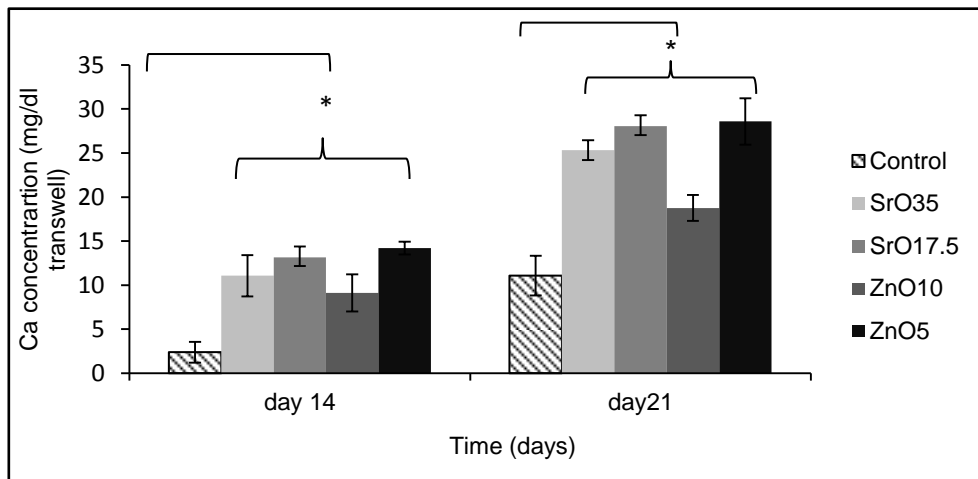 *
*
35
30
25
20
15
10
5
0
Ca concentrartion (mg/dl
transwell)
day 14
day21
Time (days)
Control
SrO35
SrO17.5
ZnO10
ZnO5